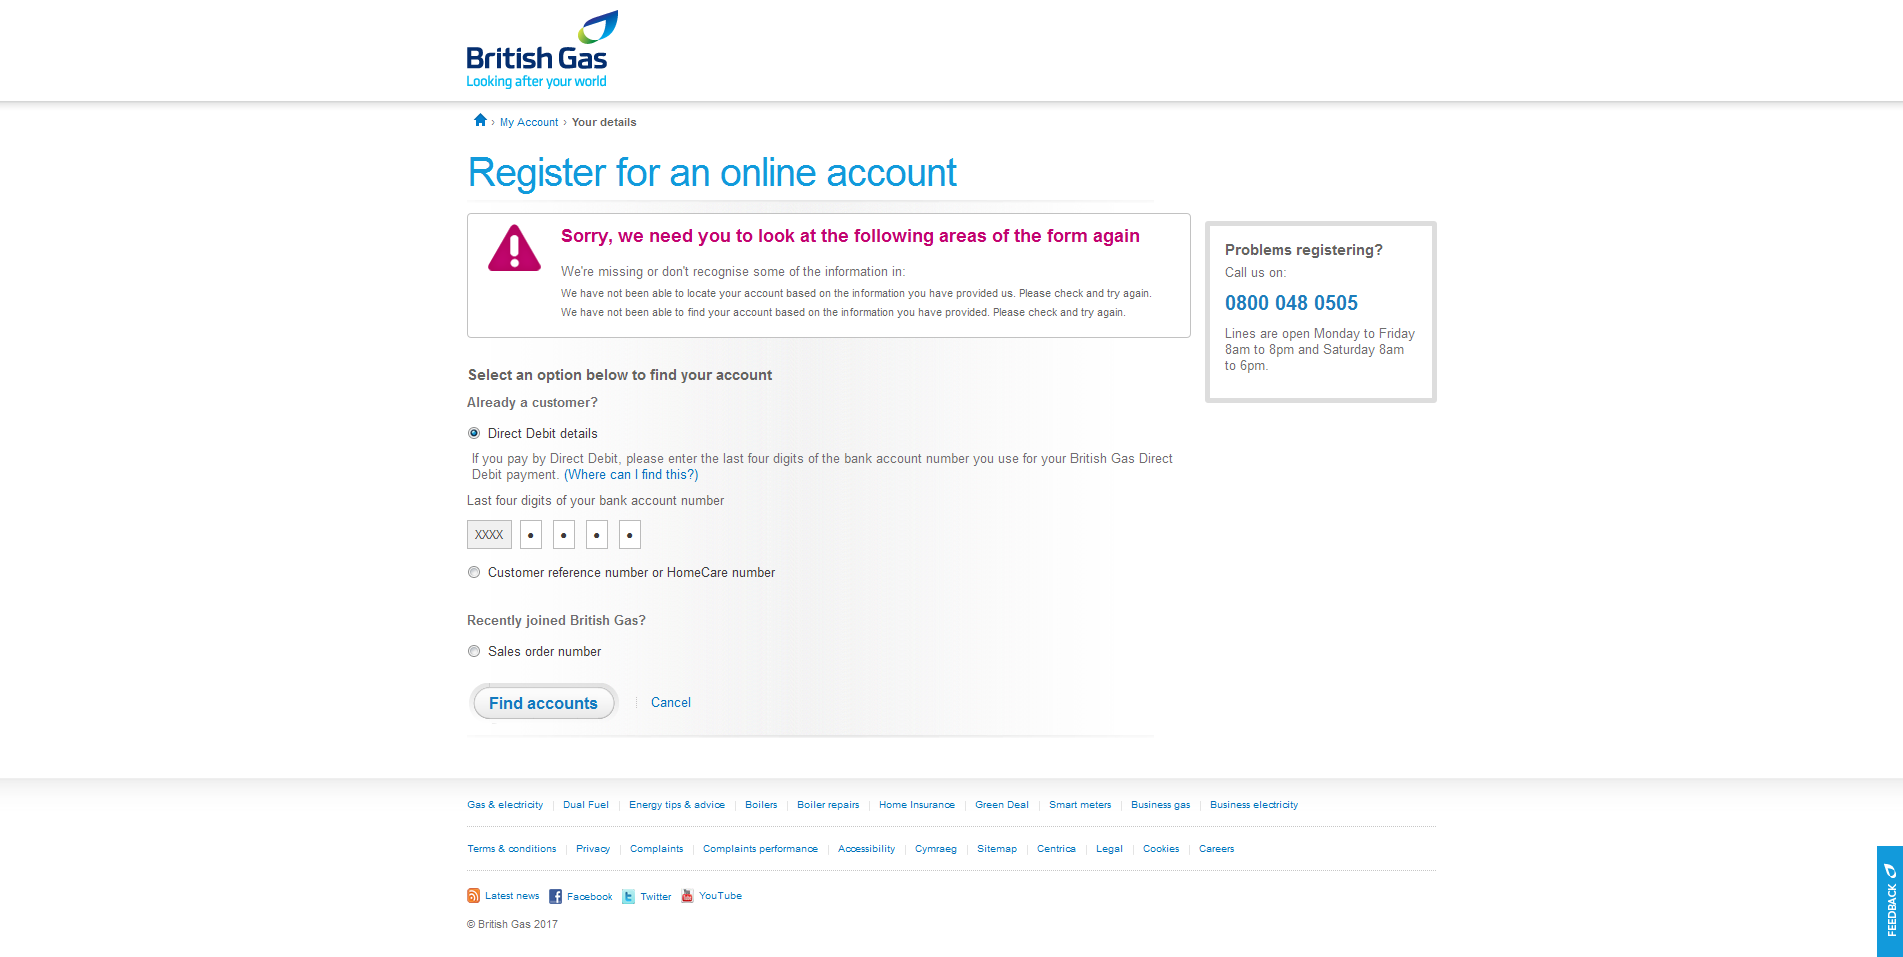 British Gas
Looking after your world
› My Account › Your details
Register for an online account
Sorry, we need you to look at the following areas of the form again
We're missing or don't recognise some of the information in:
We have not been able to locate your account based on the information you have provided us. Please check and try again.
We have not been able to find your account based on the information you have provided. Please check and try again.
Problems registering?
Call us on:
0800 048 0505
Lines are open Monday to Friday
8am to 8pm and Saturday 8am
to 6pm.
Select an option below to find your account
Already a customer?
Direct Debit details
If you pay by Direct Debit, please enter the last four digits of the bank account number you use for your British Gas Direct
Debit payment. (Where can I find this?)
Last four digits of your bank account number
XXXX • • • •
Customer reference number or HomeCare number
Recently joined British Gas?
Sales order number
Find accounts Cancel
Gas & electricity Dual Fuel Energy tips & advice Boilers Boiler repairs Home Insurance Green Deal Smart meters Business gas Business electricity
Terms & conditions Privacy Complaints Complaints performance Accessibility Cymraeg Sitemap Centrica Legal Cookies Careers
Latest news Facebook Twitter YouTube
© British Gas 2017
FEEDBACK